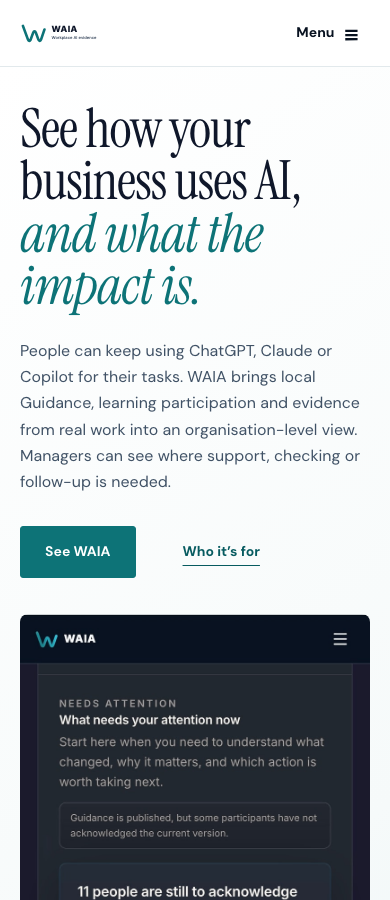 WAIA
Workplace AI evidence
Menu
See how your
business uses AI,
and what the
impact is.
People can keep using ChatGPT, Claude or
Copilot for their tasks. WAIA brings local
Guidance, learning participation and evidence
from real work into an organisation-level view.
Managers can see where support, checking or
follow-up is needed.
See WAIA
Who it’s for
WAIA
NEEDS ATTENTION
What needs your attention now
Start here when you need to understand what
changed, why it matters, and which action is
worth taking next.
Guidance is published, but some participants have not
acknowledged the current version.
11 people are still to acknowledge